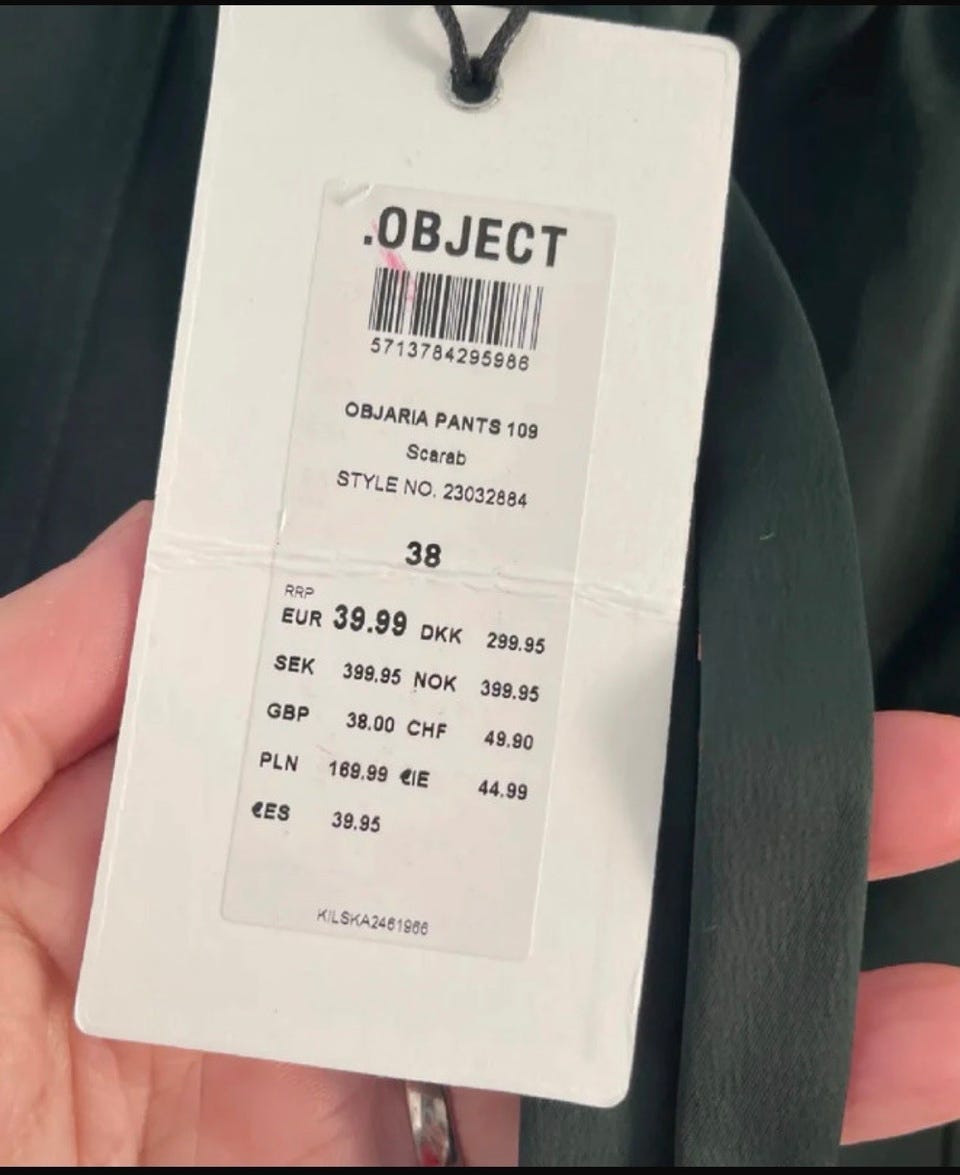 .OBJECT
5713784295986
OBJARIA PANTS 109
Scarab
STYLE NO. 23032884
38
RRP
EUR 39.99 DKK 299.95
SEK 399.95 NOK 399.95
GBP 38.00 CHF 49.90
PLN 169.99 €IE 44.99
€ES 39.95
KILSKA2461966